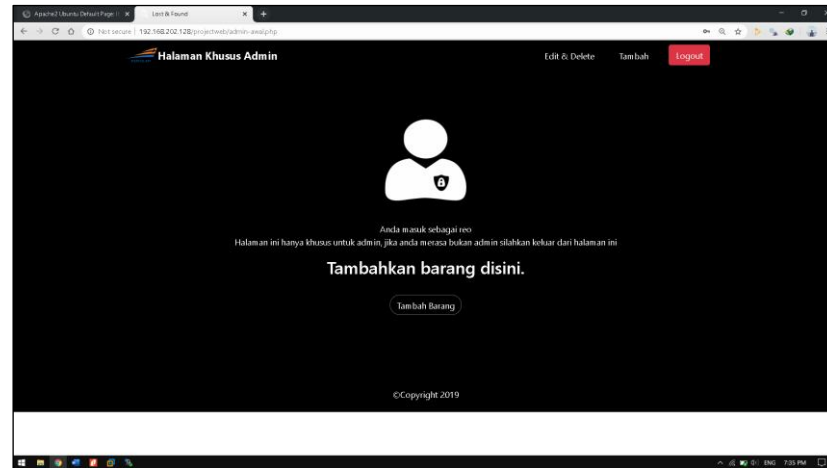 Apache2 Ubuntu Default Page: I
Lost & Found
Not secure | 192.168.202.128/projectweb/admin-awal.php
Halaman Khusus Admin
Edit & Delete
Tambah
Logout
Anda masuk sebagai reo
Halaman ini hanya khusus untuk admin, jika anda merasa bukan admin silahkan keluar dari halaman ini
Tambahkan barang disini.
Tambah Barang
©Copyright 2019
ENG
7:05 PM